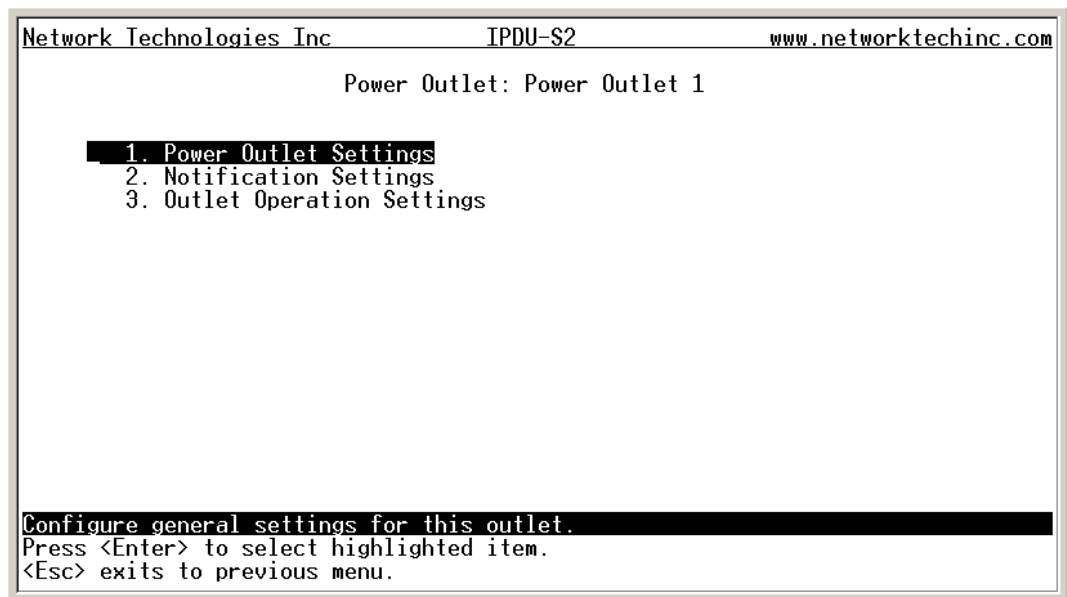 Network Technologies Inc IPDU-S2 www.networktechinc.com
Power Outlet: Power Outlet 1
1. Power Outlet Settings
2. Notification Settings
3. Outlet Operation Settings
Configure general settings for this outlet.
Press <Enter> to select highlighted item.
<Esc> exits to previous menu.